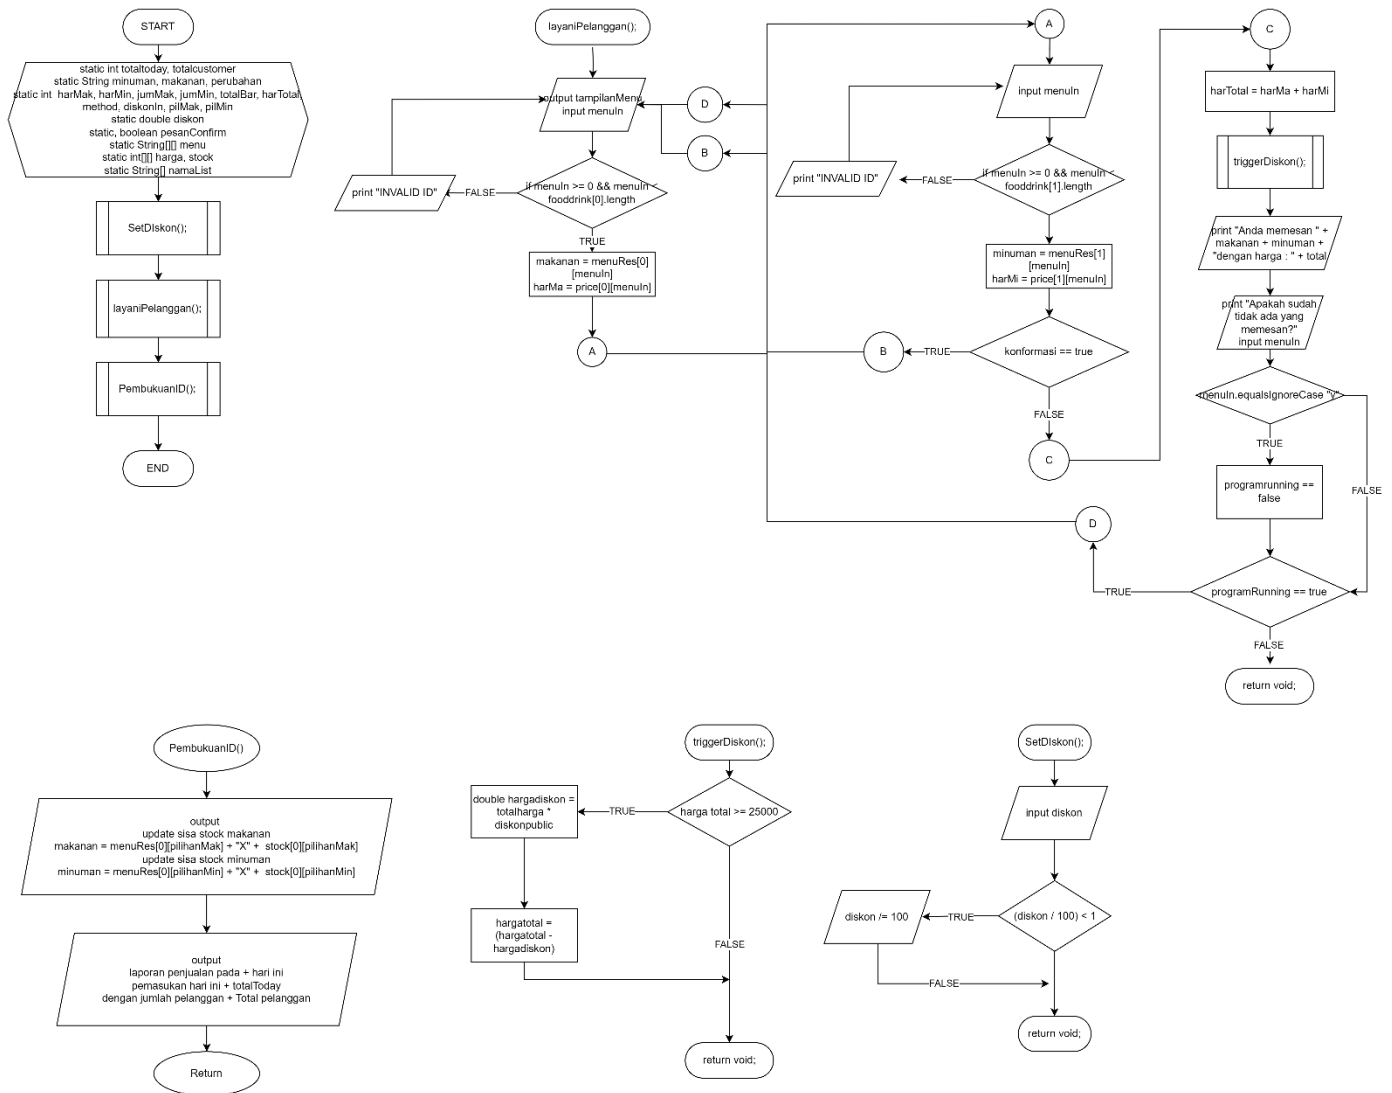 START
static int totaltoday, totalcustomer
static String minuman, makanan, perubahan
static int harMak, harMin, jumMak, jumMin, totalBar, harTotal,
method, diskonIn, pilMak, pilMin
static double diskon
static, boolean pesanConfirm
static String[][] menu
static int[][] harga, stock
static String[] namaList
SetDIskon();
layaniPelanggan();
PembukuanID();
END
layaniPelanggan();
output tampilanMenu
input menuIn
D
B
print "INVALID ID"
FALSE
if menuIn >= 0 && menuIn <
fooddrink[0].length
TRUE
makanan = menuRes[0]
[menuIn]
harMa = price[0][menuIn]
A
A
input menuIn
print "INVALID ID"
FALSE
if menuIn >= 0 && menuIn <
fooddrink[1].length
minuman = menuRes[1]
[menuIn]
harMi = price[1][menuIn]
B
TRUE
konformasi == true
FALSE
C
D
C
harTotal = harMa + harMi
triggerDiskon();
print "Anda memesan " +
makanan + minuman +
"dengan harga : " + total
print "Apakah sudah
tidak ada yang
memesan?"
input menuIn
menuIn.equalsIgnoreCase "y"
TRUE
FALSE
programrunning ==
false
TRUE
programRunning == true
FALSE
return void;
PembukuanID()
output
update sisa stock makanan
makanan = menuRes[0][pilihanMak] + "X" + stock[0][pilihanMak]
update sisa stock minuman
minuman = menuRes[0][pilihanMin] + "X" + stock[0][pilihanMin]
output
laporan penjualan pada + hari ini
pemasukan hari ini + totalToday
dengan jumlah pelanggan + Total pelanggan
Return
triggerDiskon();
harga total >= 25000
TRUE
double hargadiskon =
totalharga *
diskonpublic
hargatotal =
(hargatotal -
hargadiskon)
FALSE
return void;
SetDIskon();
input diskon
(diskon / 100) < 1
TRUE
diskon /= 100
FALSE
return void;